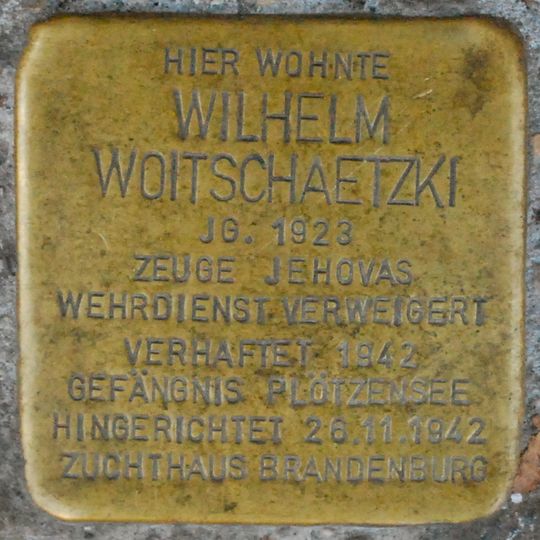 HIER WOHNTE
WILHELM
WOITSCHAETZKI
JG. 1923
ZEUGE JEHOVAS
WEHRDIENST VERWEIGERT
VERHAFTET 1942
GEFÄNGNIS PLÖTZENSEE
HINGERICHTET 26.11.1942
ZUCHTHAUS BRANDENBURG